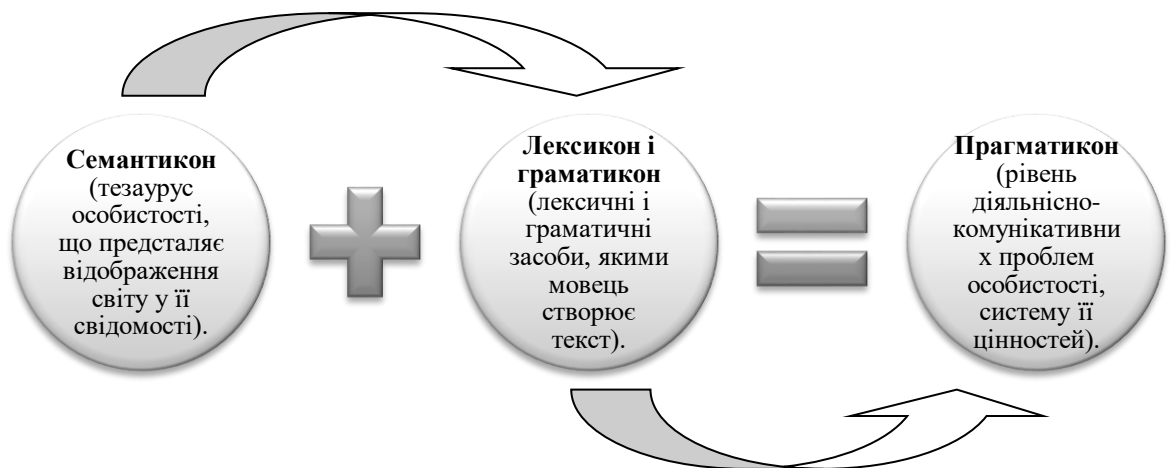 Семантикон
(тезаурус
особистості,
що предсталяє
відображення
світу у її
свідомості).
Лексикон і
граматикон
(лексичні і
граматичні
засоби, якими
мовець
створює
текст).
Прагматикон
(рівень
діяльнісно-
комунікативни
х проблем
особистості,
систему її
цінностей).